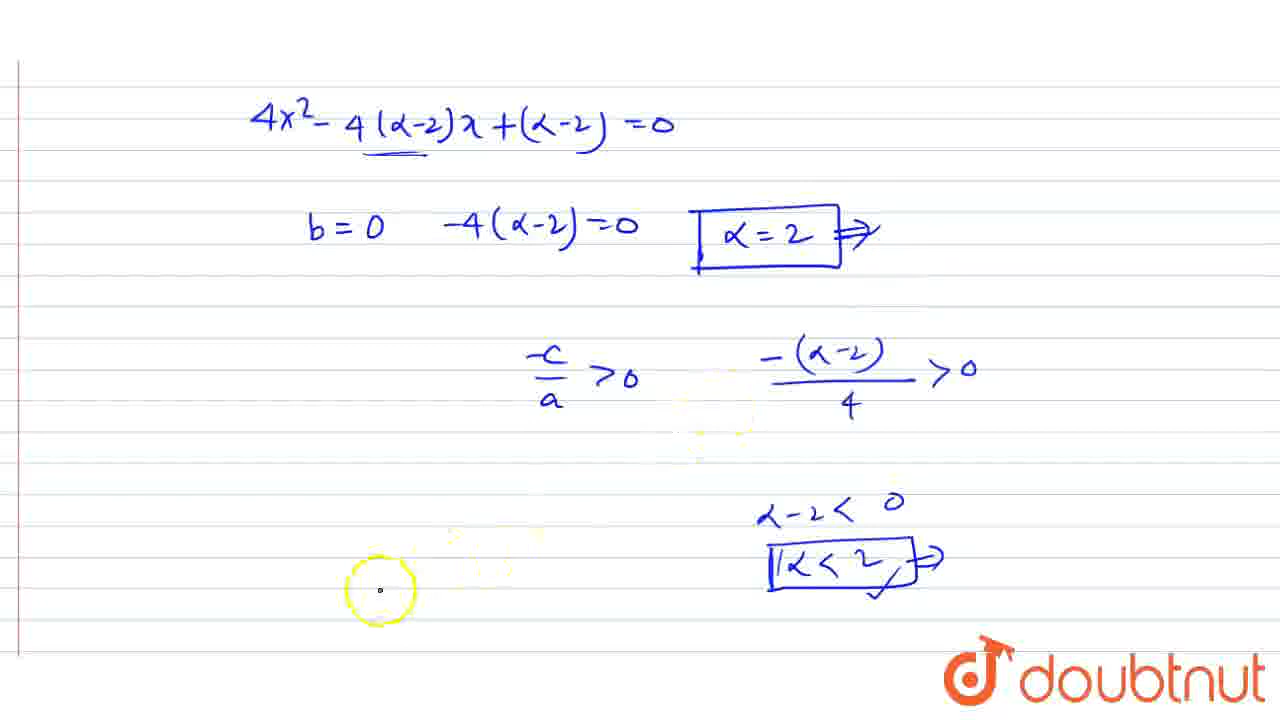 4x² - 4(α-2)x + (α-2) = 0
b = 0 -4(α-2) = 0 α = 2 ⇒
-c/a > 0 -(α-2)/4 > 0
α-2 < 0
α < 2 ⇒
doubtnut